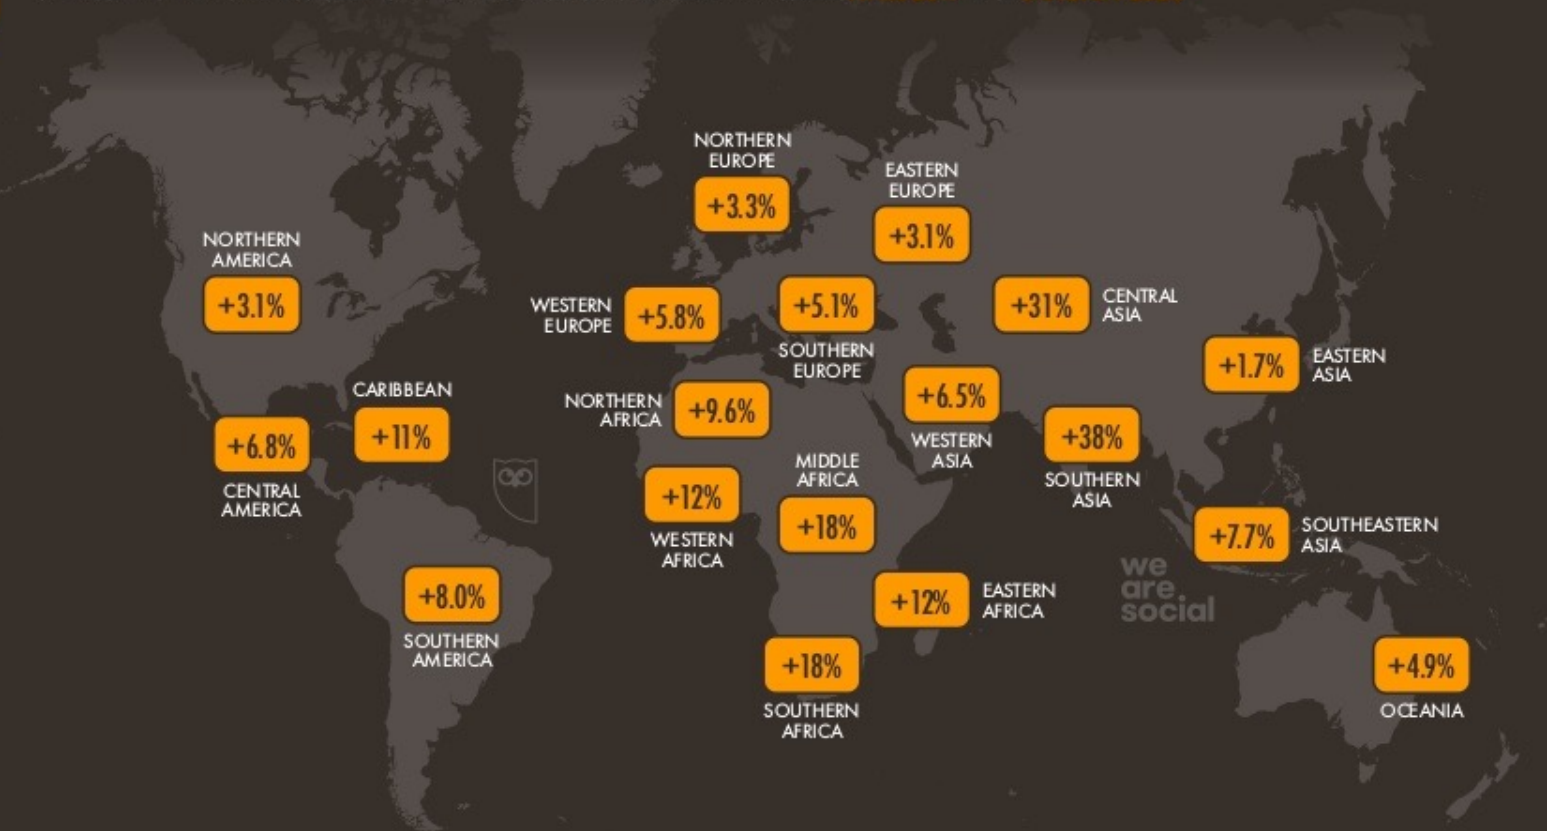 NORTHERN
EUROPE
+3.3%
EASTERN
EUROPE
+3.1%
NORTHERN
AMERICA
+3.1%
WESTERN
EUROPE
+5.8%
+5.1%
SOUTHERN
EUROPE
+31%
CENTRAL
ASIA
+1.7%
EASTERN
ASIA
CARIBBEAN
+11%
NORTHERN
AFRICA
+9.6%
+6.5%
WESTERN
ASIA
+38%
SOUTHERN
ASIA
+6.8%
CENTRAL
AMERICA
MIDDLE
AFRICA
+18%
+12%
WESTERN
AFRICA
+7.7%
SOUTHEASTERN
ASIA
we
are
social
+8.0%
SOUTHERN
AMERICA
+12%
EASTERN
AFRICA
+18%
SOUTHERN
AFRICA
+4.9%
OCEANIA